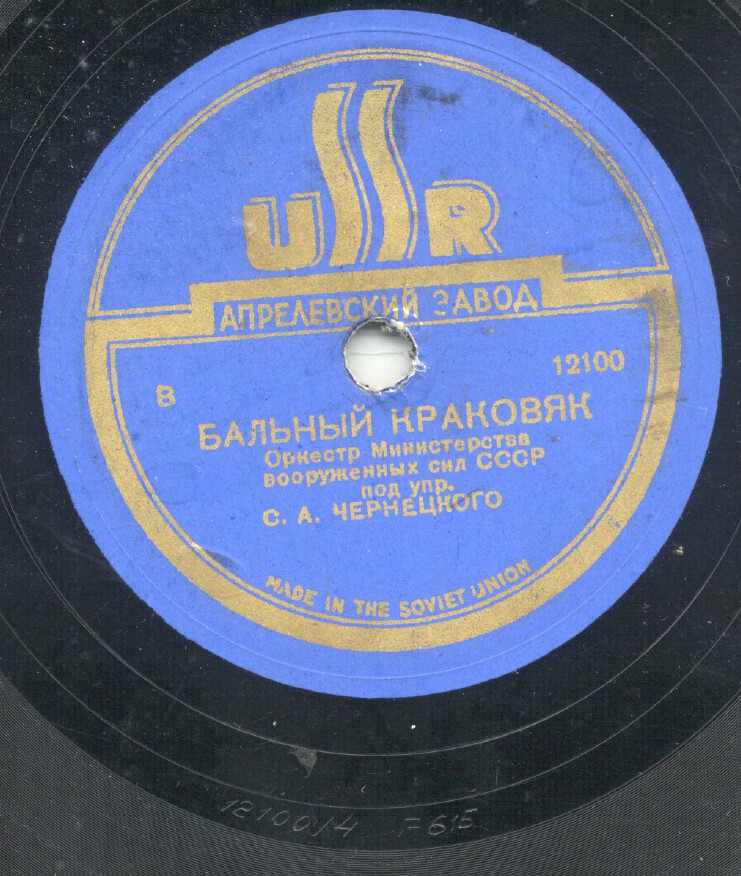 USSR
АПРЕЛЕВСКИЙ ЗАВОД
В
12100
БАЛЬНЫЙ КРАКОВЯК
Оркестр Министерства
вооруженных сил СССР
под упр.
С. А. ЧЕРНЕЦКОГО
MADE IN THE SOVIET UNION
12100/4 F615